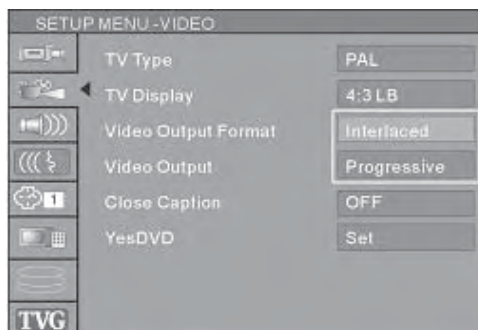 SETUP MENU -VIDEO
TV Type PAL
TV Display 4:3 LB
Video Output Format Interlaced
Video Output Progressive
Close Caption OFF
YesDVD Set
1
TVG